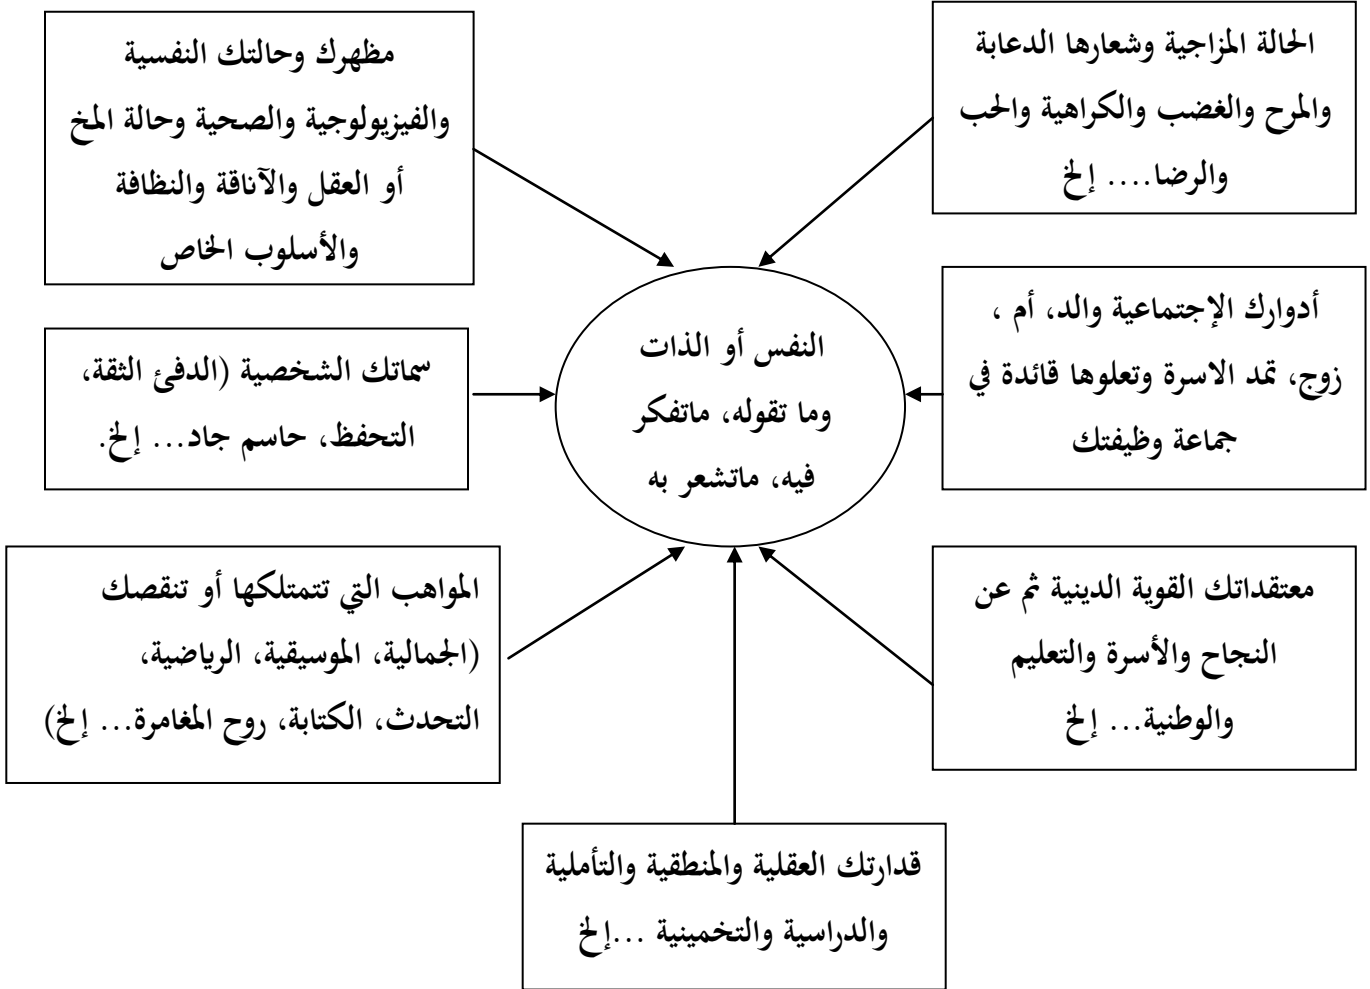 الحالة المزاجية وشعارها الدعابة
والمرح والغضب والكراهية والحب
والرضا.... إلخ
مظهرك وحالتك النفسية
والفيزيولوجية والصحية وحالة المخ
أو العقل والآناقة والنظافة
والأسلوب الخاص
أدوارك الإجتماعية والد، أم ،
زوج، تمد الاسرة وتعلوها قائدة في
جماعة وظيفتك
النفس أو الذات
وما تقوله، ماتفكر
فيه، ماتشعر به
سماتك الشخصية (الدفئ الثقة،
التحفظ، حاسم جاد... إلخ.
معتقداتك القوية الدينية ثم عن
النجاح والأسرة والتعليم
والوطنية... إلخ
المواهب التي تتمتلكها أو تنقصك
(الجمالية، الموسيقية، الرياضية،
التحدث، الكتابة، روح المغامرة... إلخ)
قدارتك العقلية والمنطقية والتأملية
والدراسية والتخمينية ...إلخ